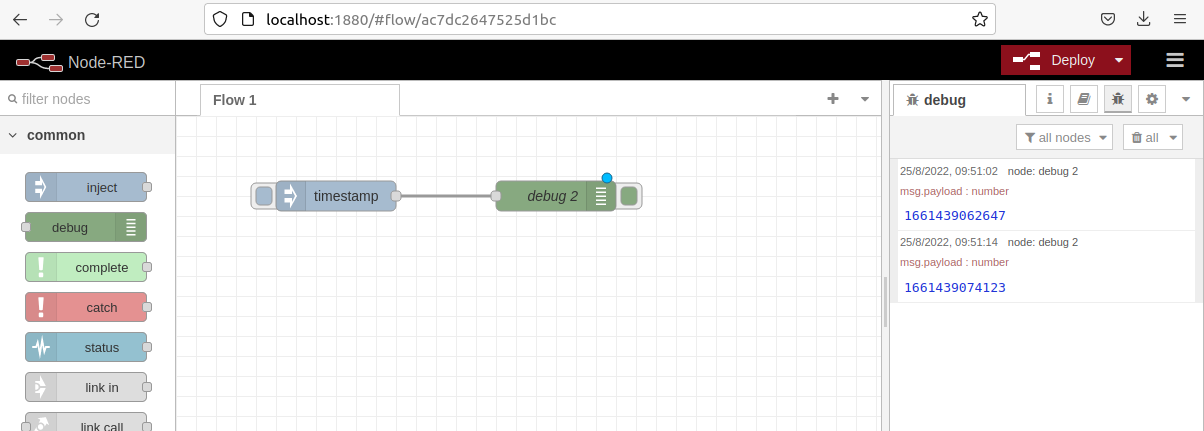 localhost:1880/#flow/ac7dc2647525d1bc
Node-RED
Deploy
filter nodes
Flow 1
debug
i
common
all nodes
all
inject
debug
complete
catch
status
link in
link call
timestamp
debug 2
25/8/2022, 09:51:02 node: debug 2
msg.payload : number
1661439062647
25/8/2022, 09:51:14 node: debug 2
msg.payload : number
1661439074123